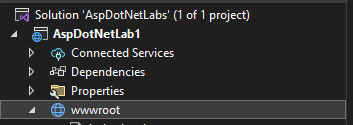 Solution 'AspDotNetLabs' (1 of 1 project)
AspDotNetLab1
Connected Services
Dependencies
Properties
wwwroot